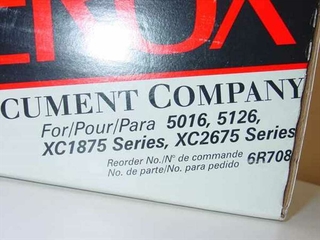 CUMENT COMPANY
For/Pour/Para 5016, 5126,
XC1875 Series, XC2675 Series
Reorder No./N° de commande 6R708
No. de parte/No. para pedido